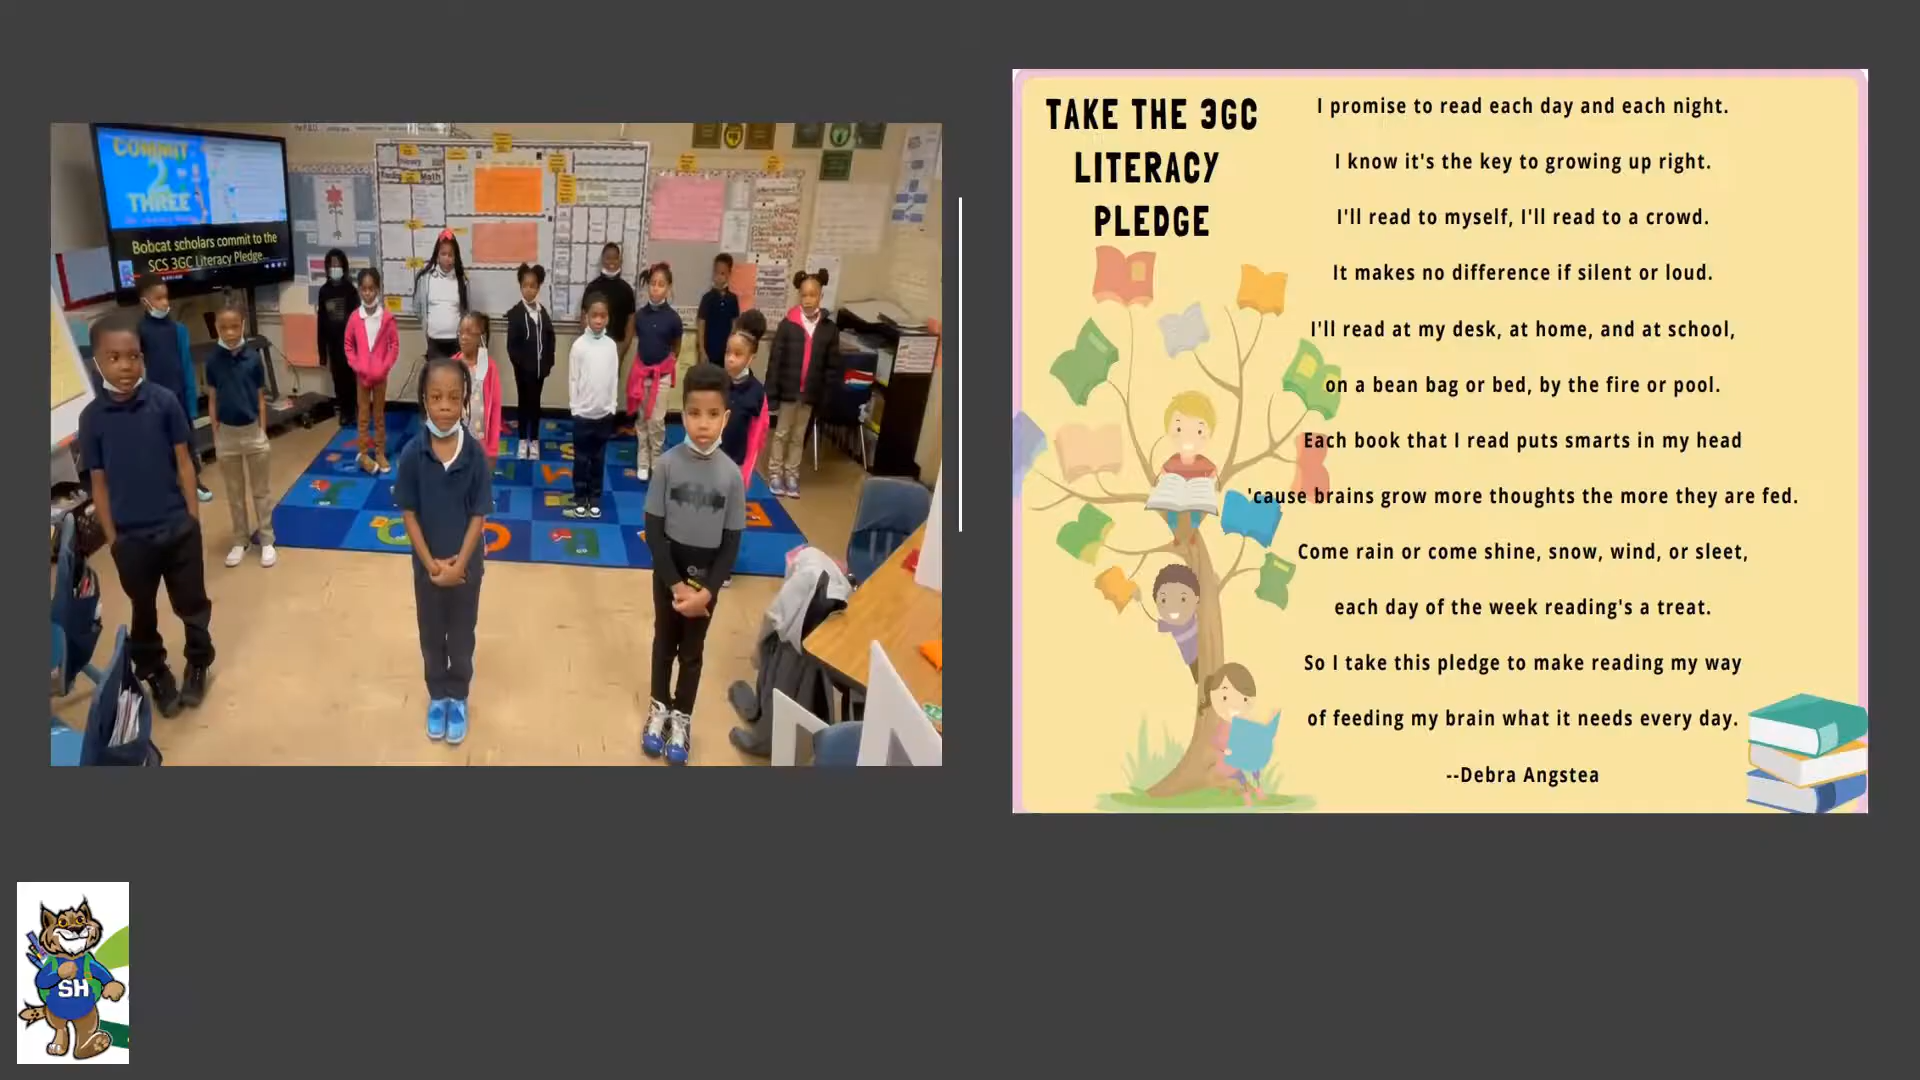 COMMIT
2
THREE
Bobcat scholars commit to the
SCS 3GC Literacy Pledge
Math
TAKE THE 3GC
LITERACY
PLEDGE
I promise to read each day and each night.
I know it's the key to growing up right.
I'll read to myself, I'll read to a crowd.
It makes no difference if silent or loud.
I'll read at my desk, at home, and at school,
on a bean bag or bed, by the fire or pool.
Each book that I read puts smarts in my head
'cause brains grow more thoughts the more they are fed.
Come rain or come shine, snow, wind, or sleet,
each day of the week reading's a treat.
So I take this pledge to make reading my way
of feeding my brain what it needs every day.
--Debra Angstea
SH